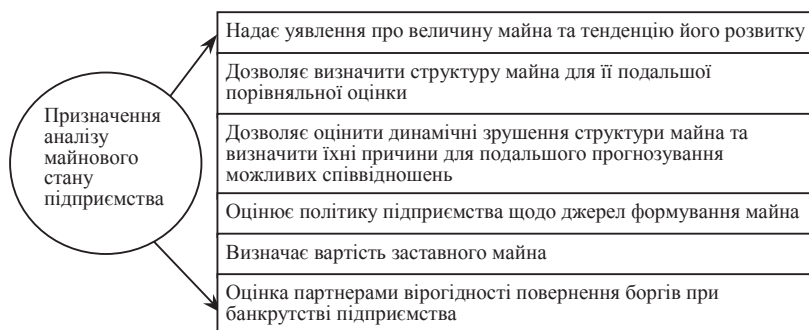 Призначення
аналізу
майнового
стану
підприємства
Надає уявлення про величину майна та тенденцію його розвитку
Дозволяє визначити структуру майна для її подальшої
порівняльної оцінки
Дозволяє оцінити динамічні зрушення структури майна та
визначити їхні причини для подальшого прогнозування
можливих співвідношень
Оцінює політику підприємства щодо джерел формування майна
Визначає вартість заставного майна
Оцінка партнерами вірогідності повернення боргів при
банкрутстві підприємства